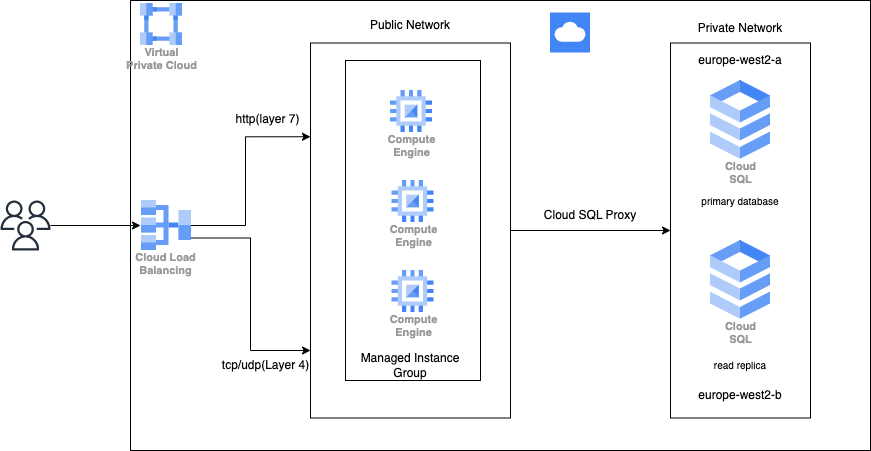 Public Network
Private Network
Virtual
Private Cloud
europe-west2-a
http(layer 7)
Compute
Engine
Cloud
SQL
primary database
Cloud SQL Proxy
Compute
Engine
Cloud Load
Balancing
Compute
Engine
Cloud
SQL
tcp/udp(Layer 4)
Managed Instance
Group
read replica
europe-west2-b